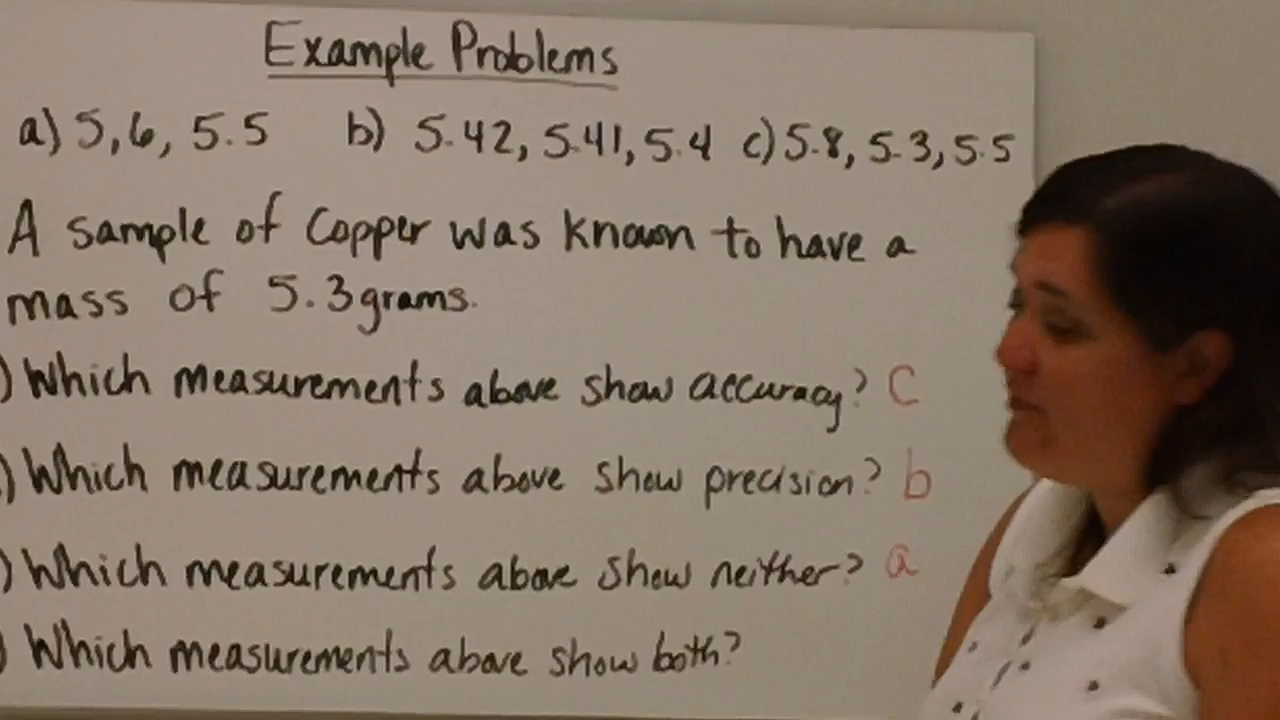 Example Problems
a) 5, 6, 5.5 b) 5.42, 5.41, 5.4 c) 5.8, 5.3, 5.5
A sample of Copper was known to have a
mass of 5.3 grams.
) Which measurements above show accuracy? C
) Which measurements above show precision? b
) Which measurements above show neither? a
) Which measurements above show both?